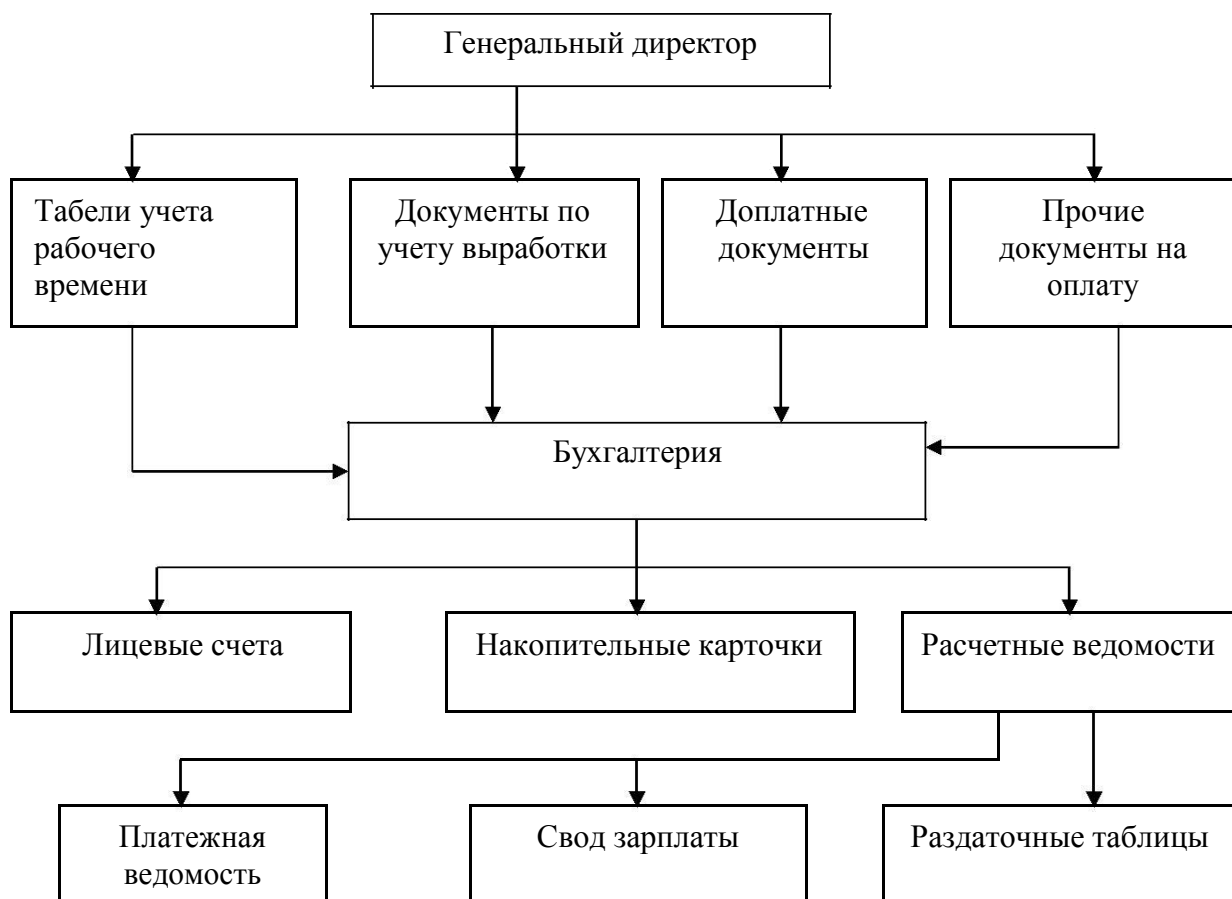 Генеральный директор
Табели учета
рабочего
времени
Документы по
учету выработки
Доплатные
документы
Прочие
документы на
оплату
Бухгалтерия
Лицевые счета
Накопительные карточки
Расчетные ведомости
Платежная
ведомость
Свод зарплаты
Раздаточные таблицы